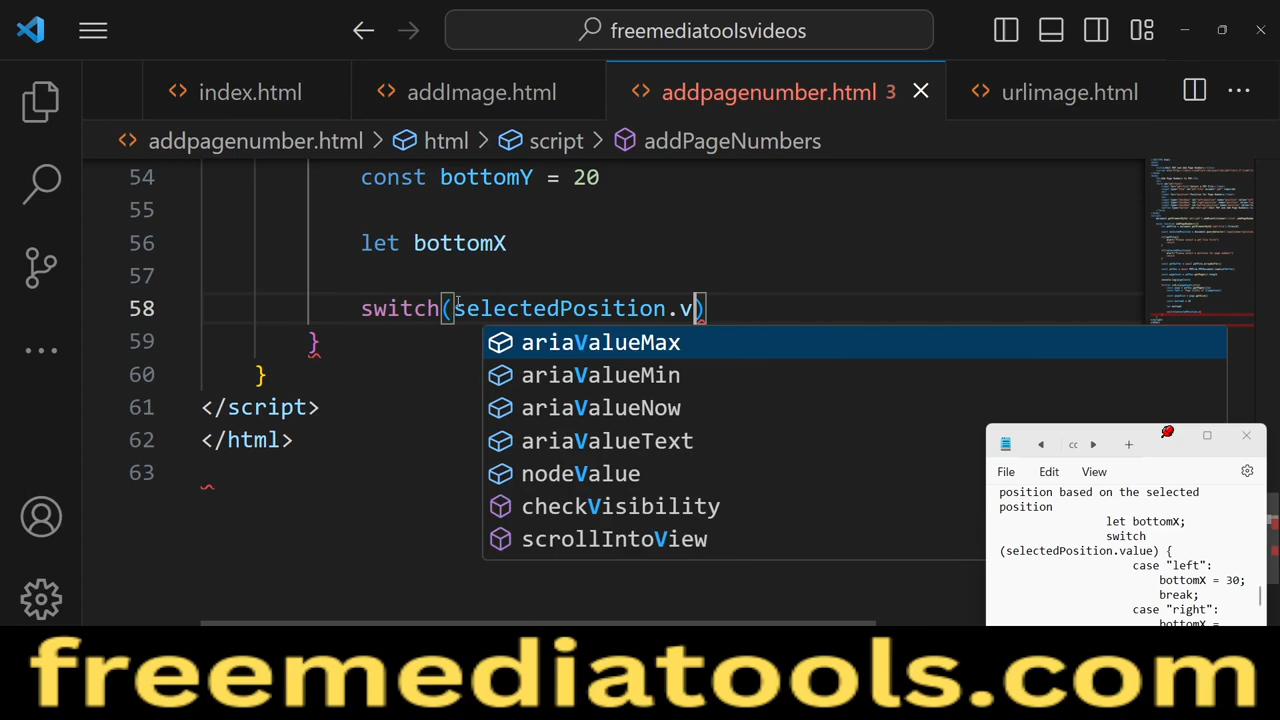 freemediatoolsvideos
index.html
addImage.html
addpagenumber.html 3
urlimage.html
addpagenumber.html > html > script > addPageNumbers
54 const bottomY = 20
55
56 let bottomX
57
58 switch(selectedPosition.v)
59 }
60 }
61 </script>
62 </html>
63
ariaValueMax
ariaValueMin
ariaValueNow
ariaValueText
nodeValue
checkVisibility
scrollIntoView
cc
File Edit View
position based on the selected
position
let bottomX;
switch
(selectedPosition.value) {
case "left":
bottomX = 30;
break;
case "right":
bottomX =
freemediatools.com